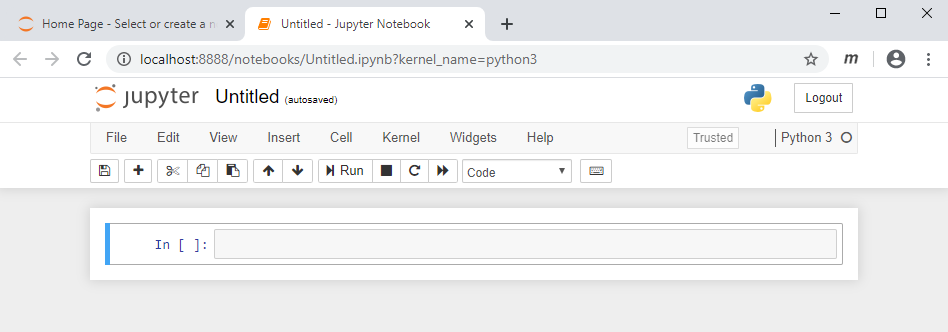 Home Page - Select or create a n
Untitled - Jupyter Notebook
localhost:8888/notebooks/Untitled.ipynb?kernel_name=python3
m
jupyter Untitled (autosaved)
Logout
File Edit View Insert Cell Kernel Widgets Help Trusted Python 3
Run Code
In [ ]: